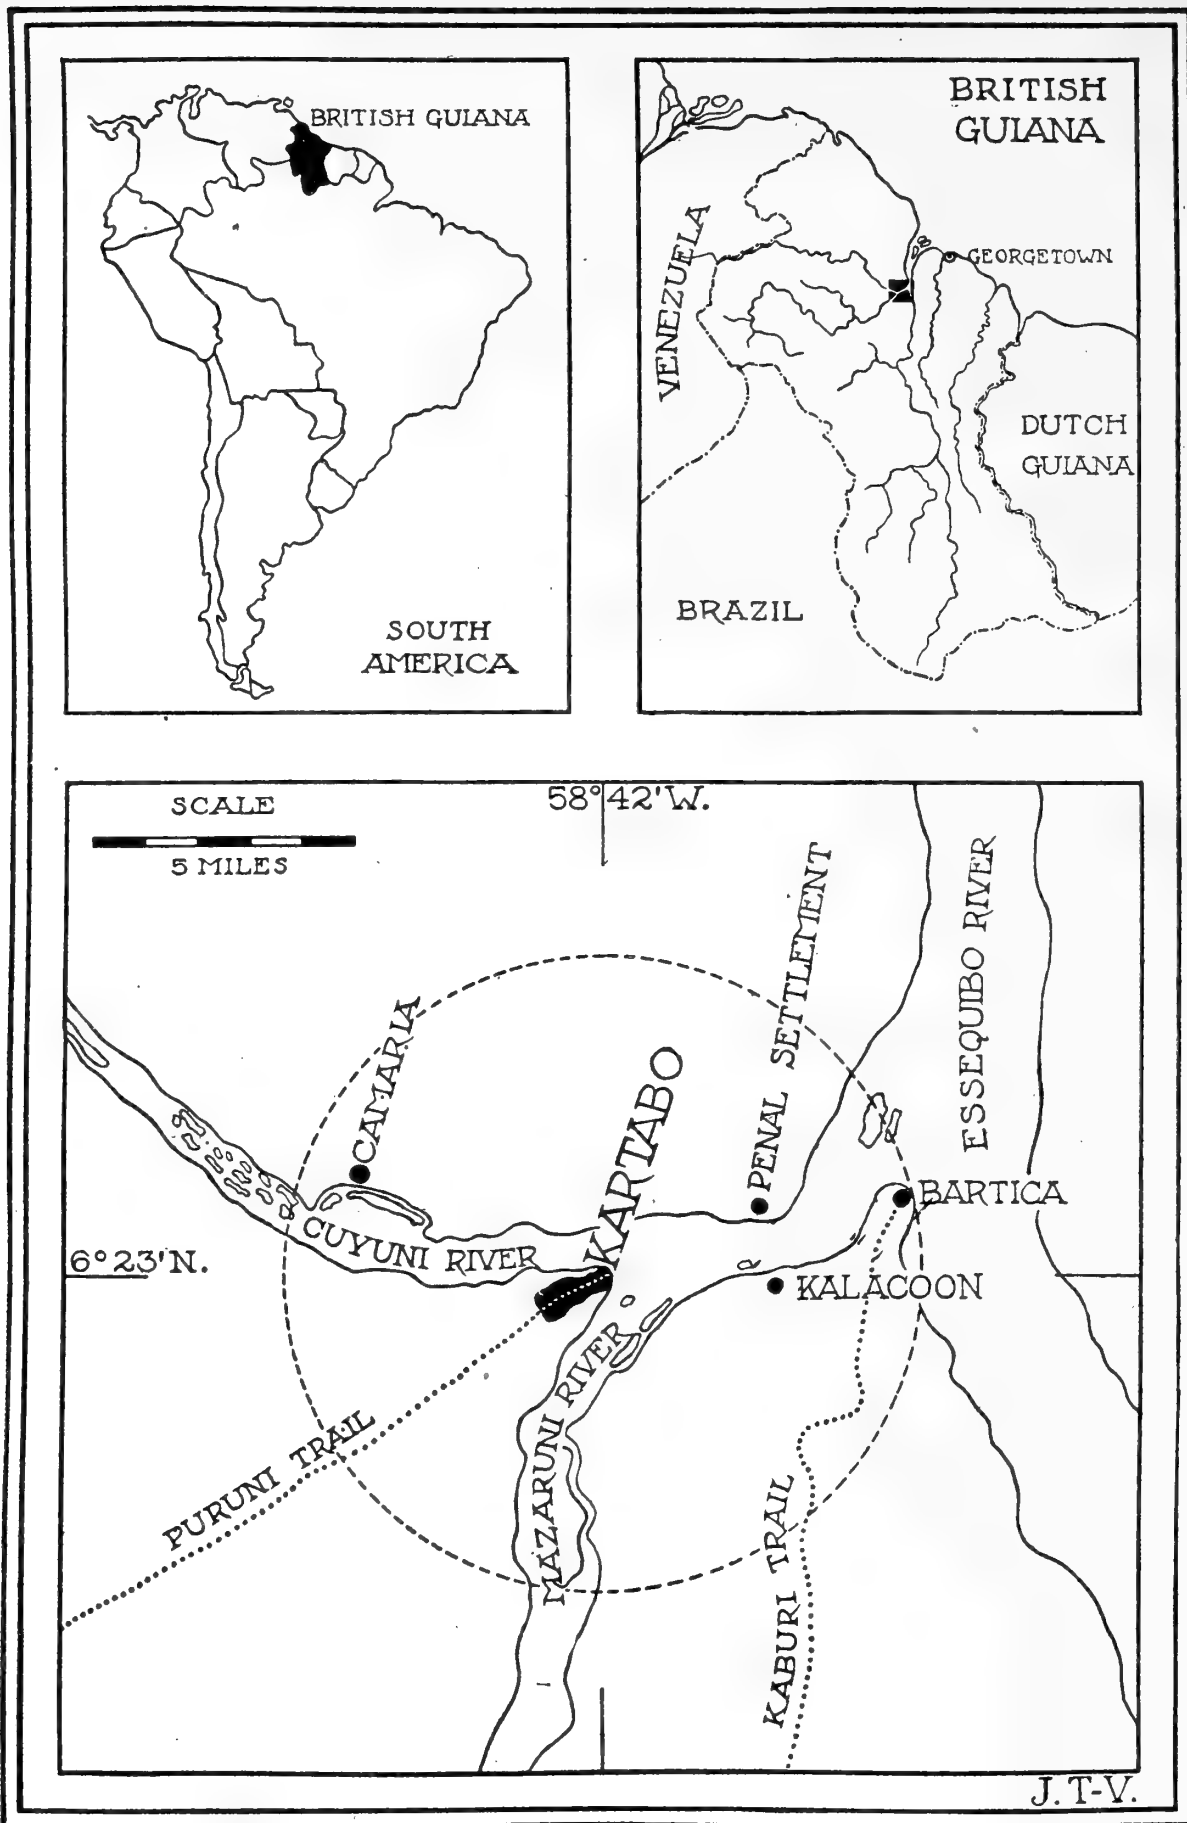 BRITISH GUIANA
SOUTH
AMERICA
BRITISH
GUIANA
VENEZUELA
GEORGETOWN
DUTCH
GUIANA
BRAZIL
SCALE
5 MILES
58°42'W.
PENAL SETTLEMENT
ESSEQUIBO RIVER
CAMARIA
KARTABO
BARTICA
CUYUNI RIVER
6°23'N.
KALACOON
MAZARUNI RIVER
PURUNI TRAIL
KABURI TRAIL
J. T-V.